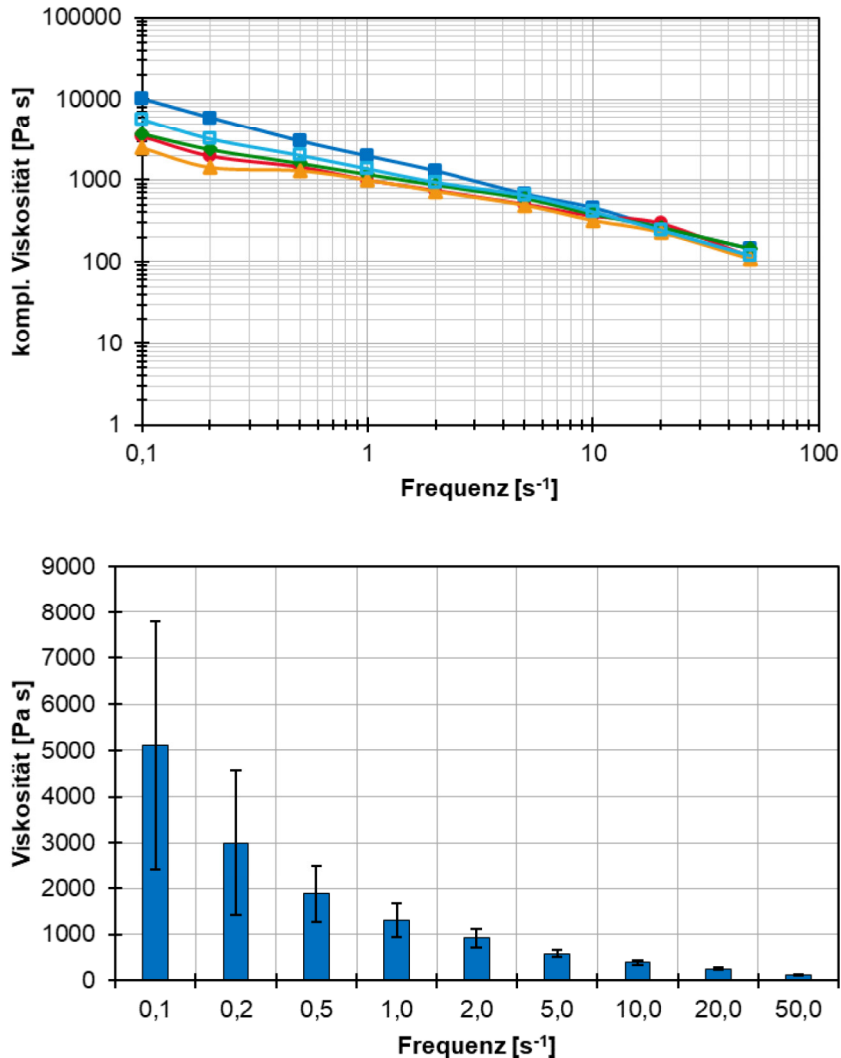 kompl. Viskosität [Pa s]
100000
10000
1000
100
10
1
0,1 1 10 100
Frequenz [s-1]
Viskosität [Pa s]
9000
8000
7000
6000
5000
4000
3000
2000
1000
0
0,1 0,2 0,5 1,0 2,0 5,0 10,0 20,0 50,0
Frequenz [s-1]